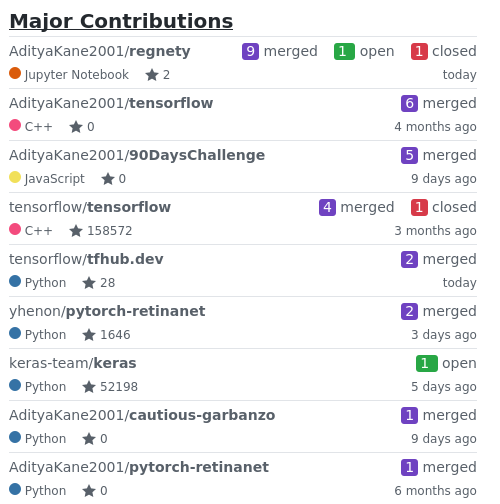 Major Contributions
AdityaKane2001/regnety 9 merged 1 open 1 closed
Jupyter Notebook 2 today
AdityaKane2001/tensorflow 6 merged
C++ 0 4 months ago
AdityaKane2001/90DaysChallenge 5 merged
JavaScript 0 9 days ago
tensorflow/tensorflow 4 merged 1 closed
C++ 158572 3 months ago
tensorflow/tfhub.dev 2 merged
Python 28 today
yhenon/pytorch-retinanet 2 merged
Python 1646 3 days ago
keras-team/keras 1 open
Python 52198 5 days ago
AdityaKane2001/cautious-garbanzo 1 merged
Python 0 9 days ago
AdityaKane2001/pytorch-retinanet 1 merged
Python 0 6 months ago